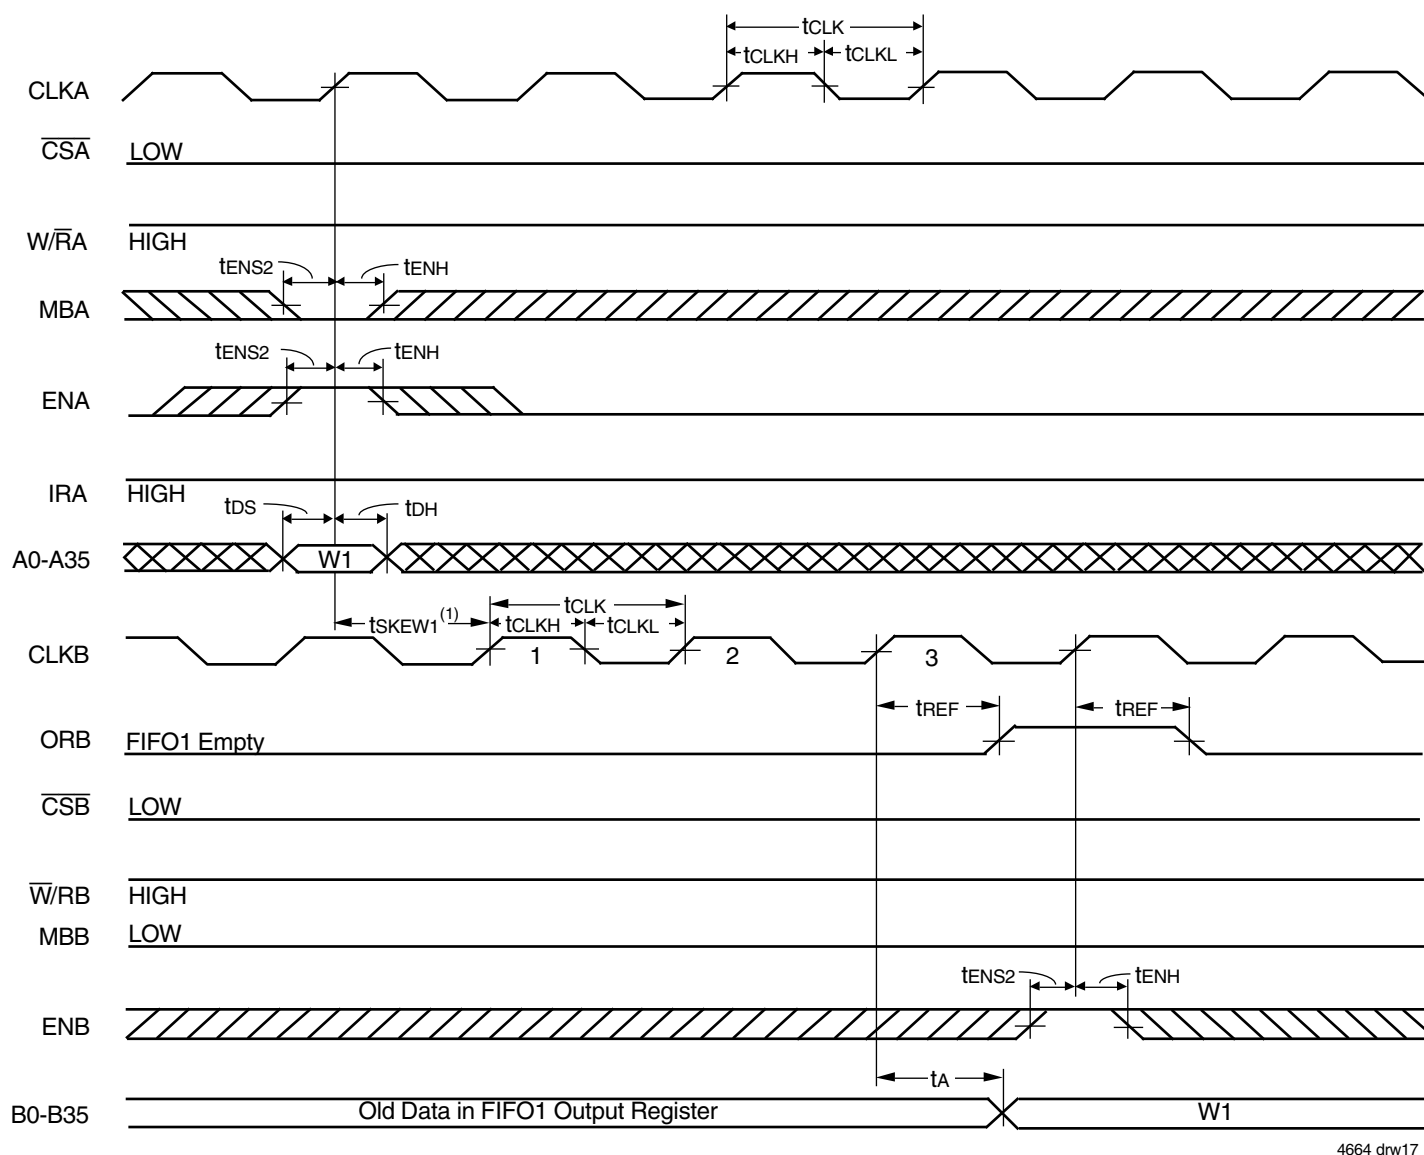 tCLK
tCLKH tCLKL
CLKA
CSA LOW
W/RA HIGH
tENS2 tENH
MBA
tENS2 tENH
ENA
IRA HIGH
tDS tDH
A0-A35 W1
tSKEW1(1) tCLK
tCLKH tCLKL
CLKB 1 2 3
tREF tREF
ORB FIFO1 Empty
CSB LOW
W/RB HIGH
MBB LOW
tENS2 tENH
ENB
tA
B0-B35 Old Data in FIFO1 Output Register W1
4664 drw17